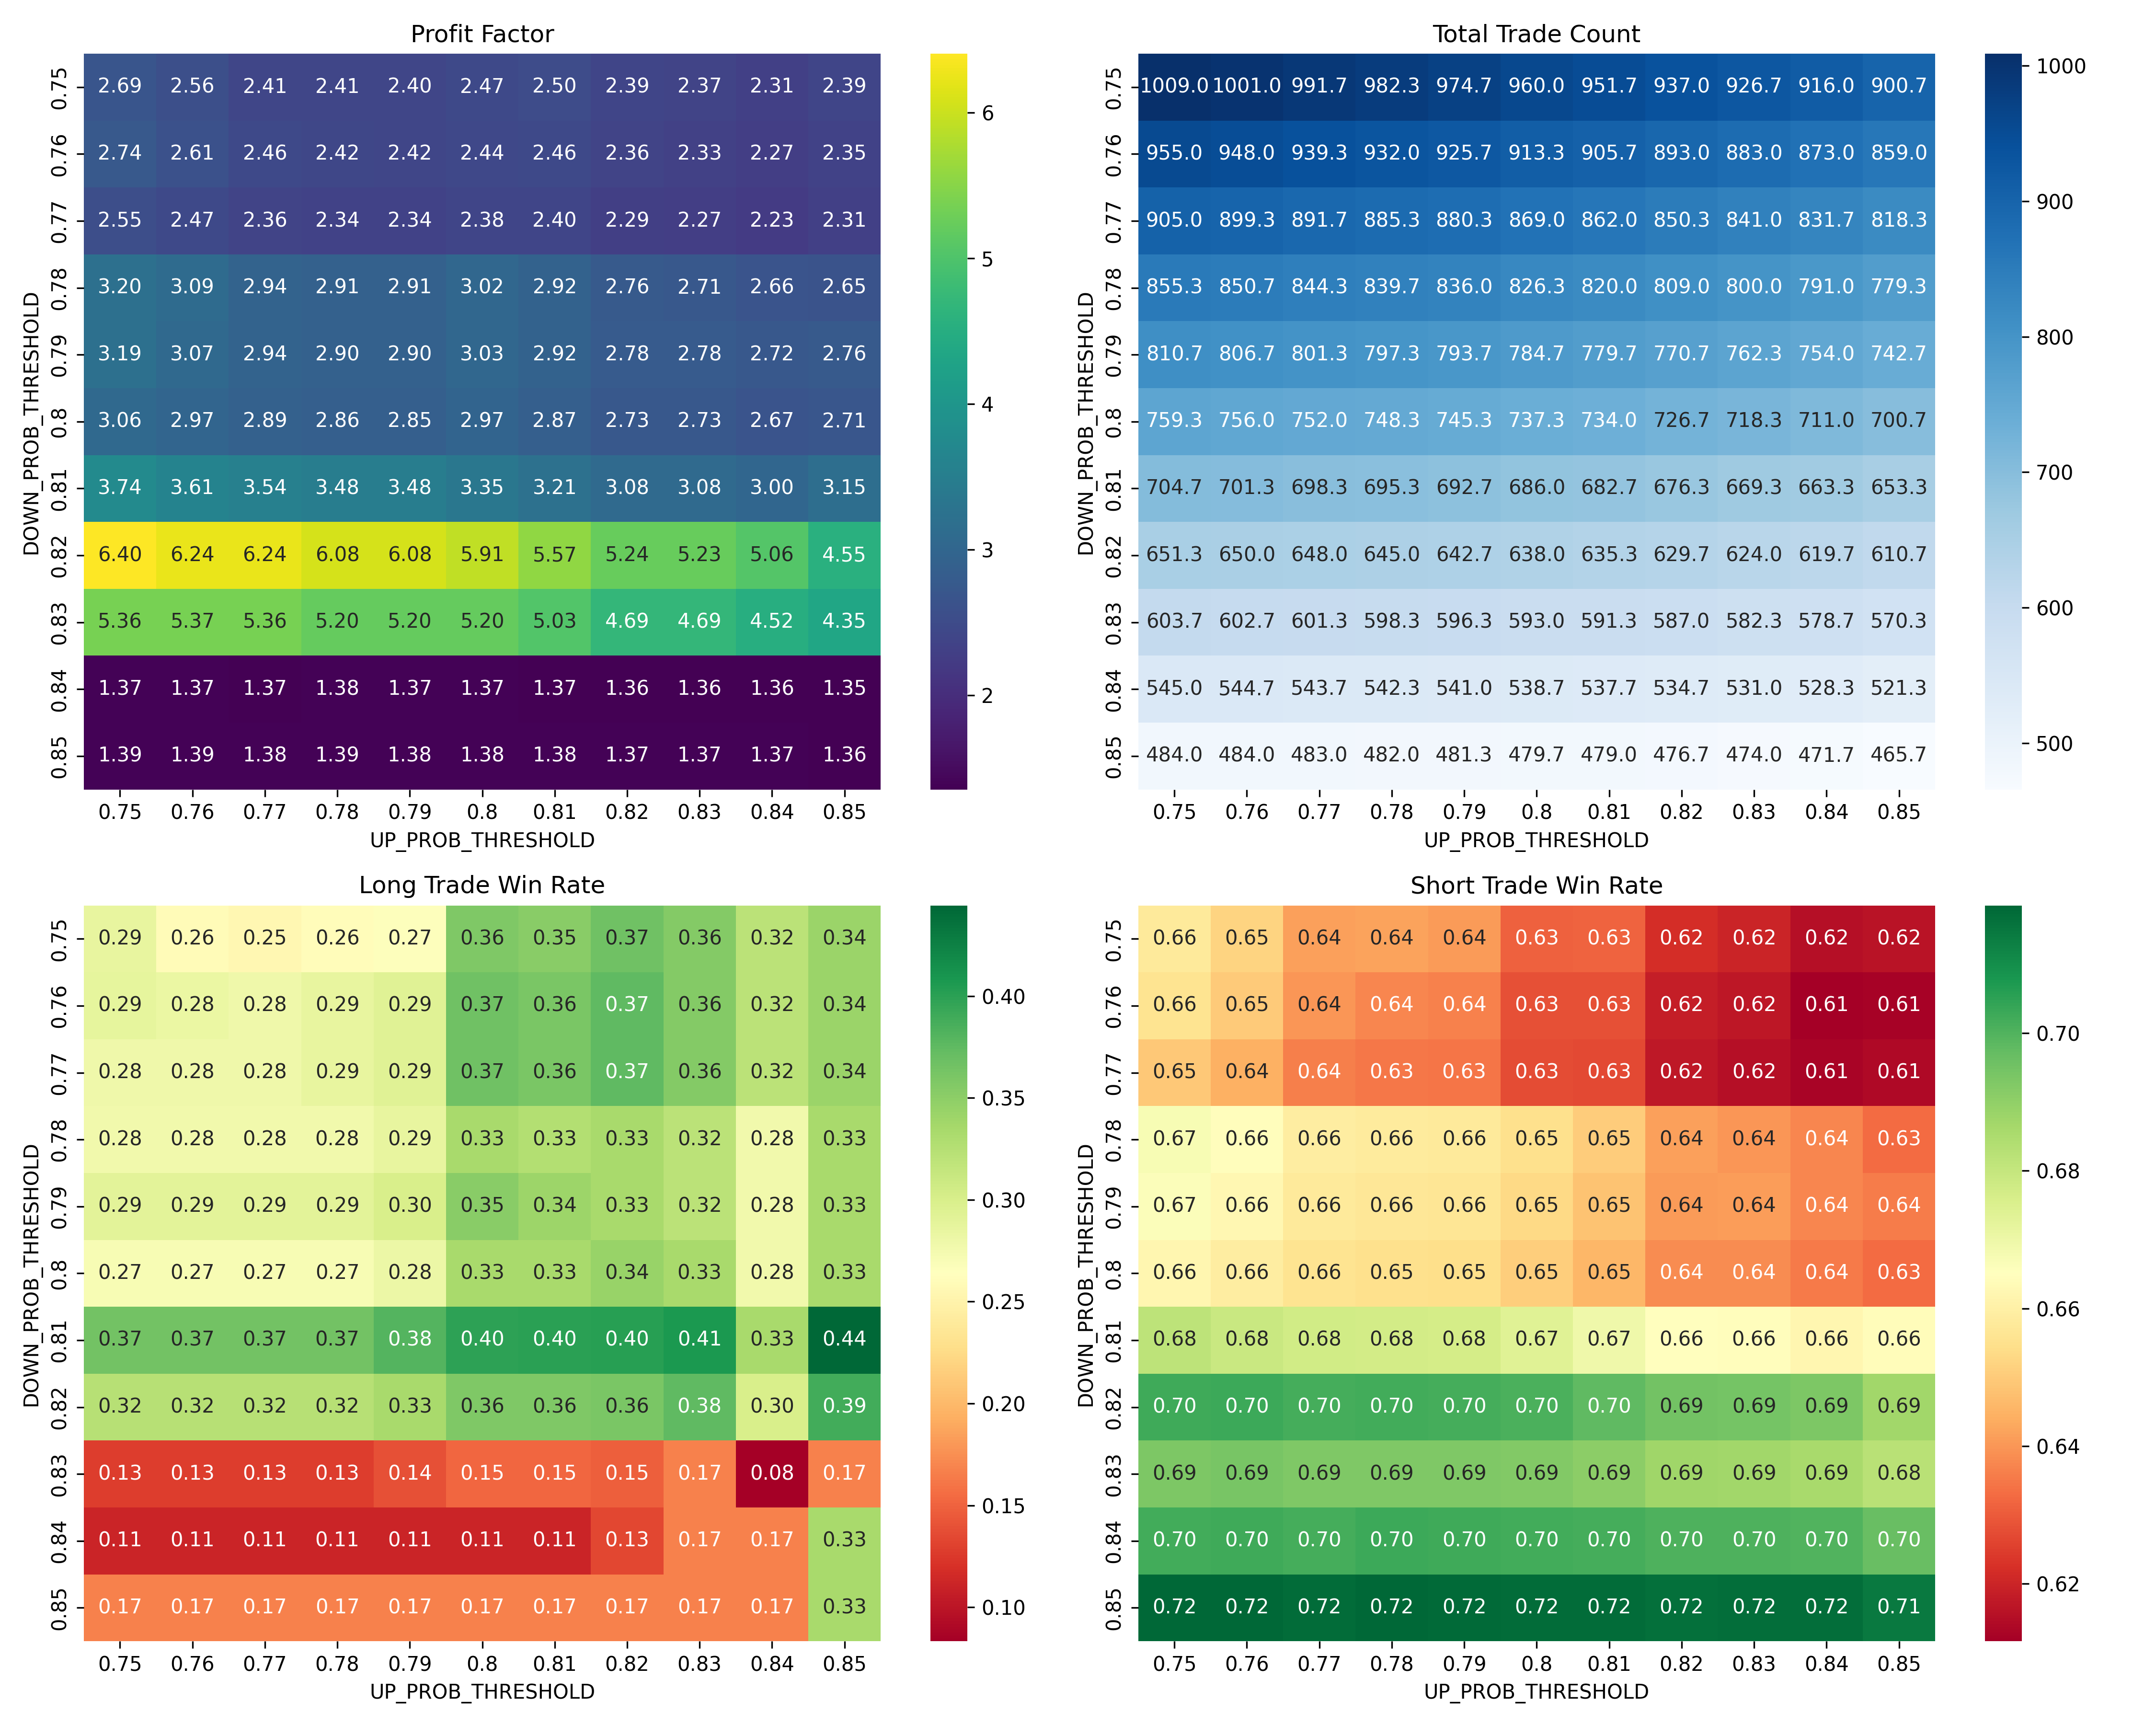 Profit Factor
0.75 2.69 2.56 2.41 2.41 2.40 2.47 2.50 2.39 2.37 2.31 2.39
0.76 2.74 2.61 2.46 2.42 2.42 2.44 2.46 2.36 2.33 2.27 2.35
0.77 2.55 2.47 2.36 2.34 2.34 2.38 2.40 2.29 2.27 2.23 2.31
0.78 3.20 3.09 2.94 2.91 2.91 3.02 2.92 2.76 2.71 2.66 2.65
0.79 3.19 3.07 2.94 2.90 2.90 3.03 2.92 2.78 2.78 2.72 2.76
0.8 3.06 2.97 2.89 2.86 2.85 2.97 2.87 2.73 2.73 2.67 2.71
0.81 3.74 3.61 3.54 3.48 3.48 3.35 3.21 3.08 3.08 3.00 3.15
0.82 6.40 6.24 6.24 6.08 6.08 5.91 5.57 5.24 5.23 5.06 4.55
0.83 5.36 5.37 5.36 5.20 5.20 5.20 5.03 4.69 4.69 4.52 4.35
0.84 1.37 1.37 1.37 1.38 1.37 1.37 1.37 1.36 1.36 1.36 1.35
0.85 1.39 1.39 1.38 1.39 1.38 1.38 1.38 1.37 1.37 1.37 1.36
0.75 0.76 0.77 0.78 0.79 0.8 0.81 0.82 0.83 0.84 0.85
UP_PROB_THRESHOLD
DOWN_PROB_THRESHOLD
6
5
4
3
2
Total Trade Count
0.75 1009.0 1001.0 991.7 982.3 974.7 960.0 951.7 937.0 926.7 916.0 900.7
0.76 955.0 948.0 939.3 932.0 925.7 913.3 905.7 893.0 883.0 873.0 859.0
0.77 905.0 899.3 891.7 885.3 880.3 869.0 862.0 850.3 841.0 831.7 818.3
0.78 855.3 850.7 844.3 839.7 836.0 826.3 820.0 809.0 800.0 791.0 779.3
0.79 810.7 806.7 801.3 797.3 793.7 784.7 779.7 770.7 762.3 754.0 742.7
0.8 759.3 756.0 752.0 748.3 745.3 737.3 734.0 726.7 718.3 711.0 700.7
0.81 704.7 701.3 698.3 695.3 692.7 686.0 682.7 676.3 669.3 663.3 653.3
0.82 651.3 650.0 648.0 645.0 642.7 638.0 635.3 629.7 624.0 619.7 610.7
0.83 603.7 602.7 601.3 598.3 596.3 593.0 591.3 587.0 582.3 578.7 570.3
0.84 545.0 544.7 543.7 542.3 541.0 538.7 537.7 534.7 531.0 528.3 521.3
0.85 484.0 484.0 483.0 482.0 481.3 479.7 479.0 476.7 474.0 471.7 465.7
0.75 0.76 0.77 0.78 0.79 0.8 0.81 0.82 0.83 0.84 0.85
UP_PROB_THRESHOLD
DOWN_PROB_THRESHOLD
1000
900
800
700
600
500
Long Trade Win Rate
0.75 0.29 0.26 0.25 0.26 0.27 0.36 0.35 0.37 0.36 0.32 0.34
0.76 0.29 0.28 0.28 0.29 0.29 0.37 0.36 0.37 0.36 0.32 0.34
0.77 0.28 0.28 0.28 0.29 0.29 0.37 0.36 0.37 0.36 0.32 0.34
0.78 0.28 0.28 0.28 0.28 0.29 0.33 0.33 0.33 0.32 0.28 0.33
0.79 0.29 0.29 0.29 0.29 0.30 0.35 0.34 0.33 0.32 0.28 0.33
0.8 0.27 0.27 0.27 0.27 0.28 0.33 0.33 0.34 0.33 0.28 0.33
0.81 0.37 0.37 0.37 0.37 0.38 0.40 0.40 0.40 0.41 0.33 0.44
0.82 0.32 0.32 0.32 0.32 0.33 0.36 0.36 0.36 0.38 0.30 0.39
0.83 0.13 0.13 0.13 0.13 0.14 0.15 0.15 0.15 0.17 0.08 0.17
0.84 0.11 0.11 0.11 0.11 0.11 0.11 0.11 0.13 0.17 0.17 0.33
0.85 0.17 0.17 0.17 0.17 0.17 0.17 0.17 0.17 0.17 0.17 0.33
0.75 0.76 0.77 0.78 0.79 0.8 0.81 0.82 0.83 0.84 0.85
UP_PROB_THRESHOLD
DOWN_PROB_THRESHOLD
0.40
0.35
0.30
0.25
0.20
0.15
0.10
Short Trade Win Rate
0.75 0.66 0.65 0.64 0.64 0.64 0.63 0.63 0.62 0.62 0.62 0.62
0.76 0.66 0.65 0.64 0.64 0.64 0.63 0.63 0.62 0.62 0.61 0.61
0.77 0.65 0.64 0.64 0.63 0.63 0.63 0.63 0.62 0.62 0.61 0.61
0.78 0.67 0.66 0.66 0.66 0.66 0.65 0.65 0.64 0.64 0.64 0.63
0.79 0.67 0.66 0.66 0.66 0.66 0.65 0.65 0.64 0.64 0.64 0.64
0.8 0.66 0.66 0.66 0.65 0.65 0.65 0.65 0.64 0.64 0.64 0.63
0.81 0.68 0.68 0.68 0.68 0.68 0.67 0.67 0.66 0.66 0.66 0.66
0.82 0.70 0.70 0.70 0.70 0.70 0.70 0.70 0.69 0.69 0.69 0.69
0.83 0.69 0.69 0.69 0.69 0.69 0.69 0.69 0.69 0.69 0.69 0.68
0.84 0.70 0.70 0.70 0.70 0.70 0.70 0.70 0.70 0.70 0.70 0.70
0.85 0.72 0.72 0.72 0.72 0.72 0.72 0.72 0.72 0.72 0.72 0.71
0.75 0.76 0.77 0.78 0.79 0.8 0.81 0.82 0.83 0.84 0.85
UP_PROB_THRESHOLD
DOWN_PROB_THRESHOLD
0.70
0.68
0.66
0.64
0.62